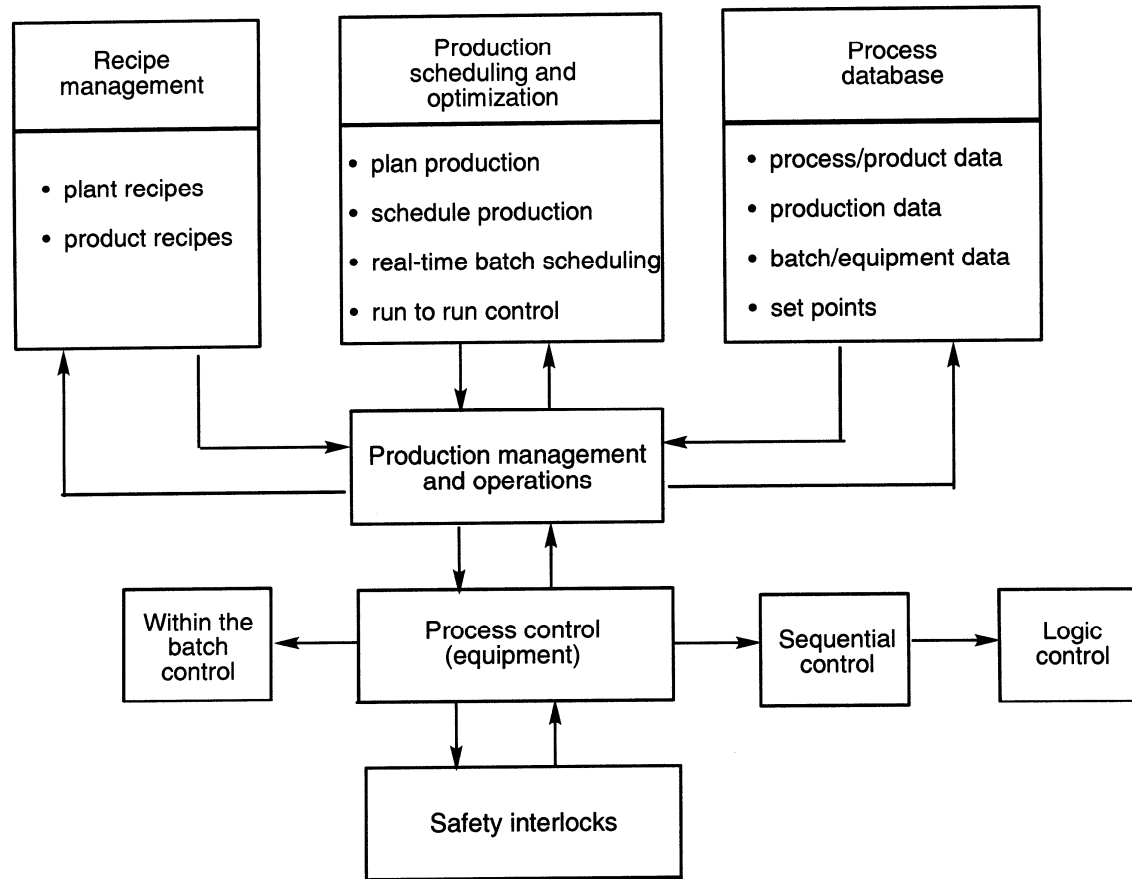 Recipe
management
• plant recipes
• product recipes
Production
scheduling and
optimization
• plan production
• schedule production
• real-time batch scheduling
• run to run control
Process
database
• process/product data
• production data
• batch/equipment data
• set points
Production management
and operations
Within the
batch
control
Process control
(equipment)
Sequential
control
Logic
control
Safety interlocks